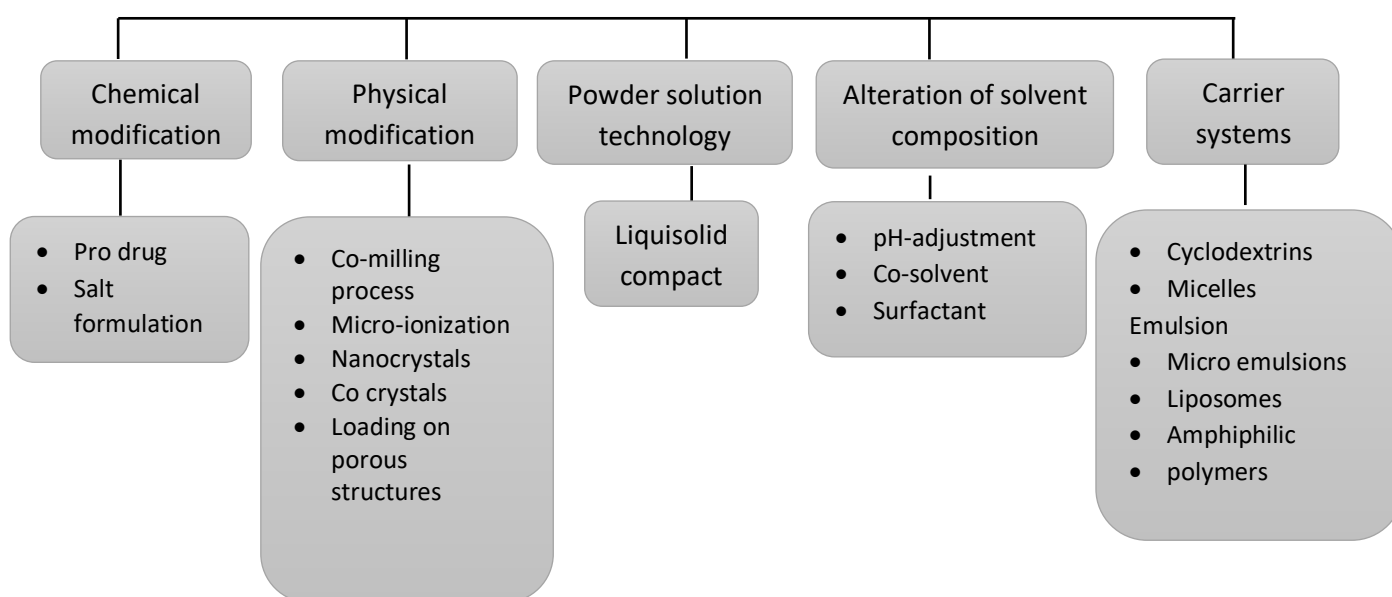 Chemical
modification
Physical
modification
Powder solution
technology
Alteration of solvent
composition
Carrier
systems
• Pro drug
• Salt
formulation
• Co-milling
process
• Micro-ionization
• Nanocrystals
• Co crystals
• Loading on
porous
structures
Liquisolid
compact
• pH-adjustment
• Co-solvent
• Surfactant
• Cyclodextrins
• Micelles
Emulsion
• Micro emulsions
• Liposomes
• Amphiphilic
• polymers